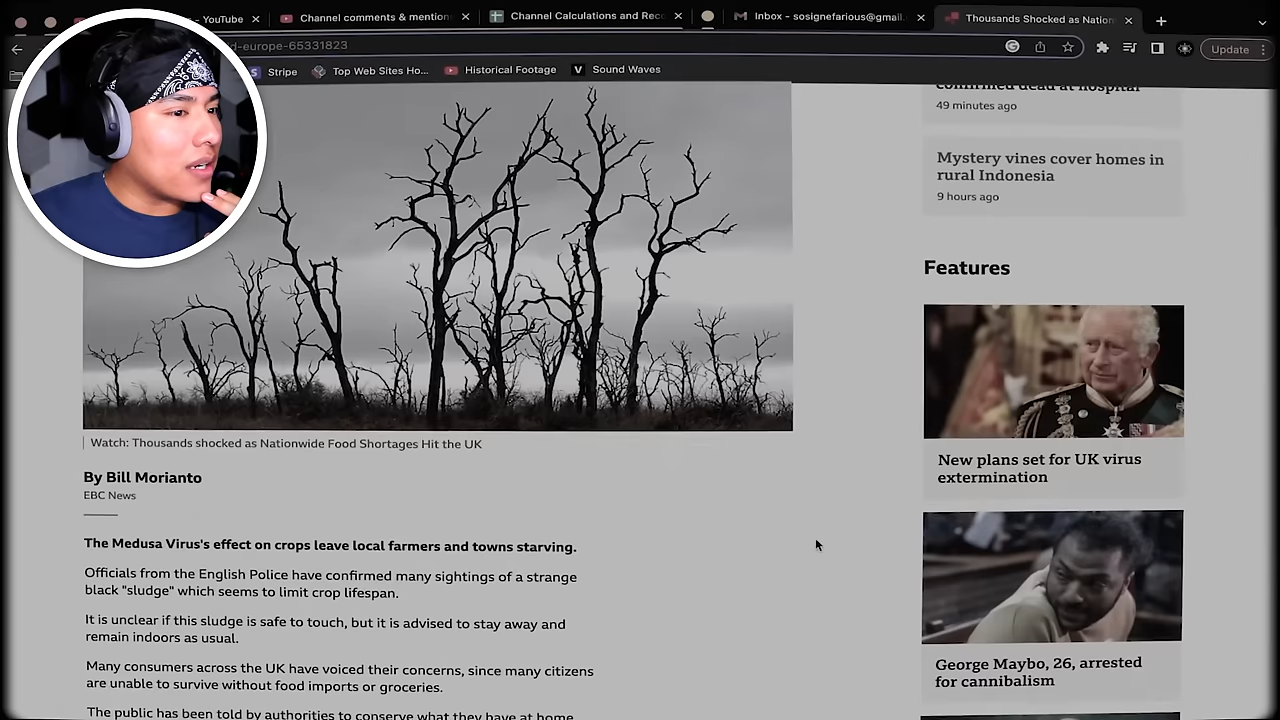 - YouTube
Channel comments & mention
Channel Calculations and Rec
Inbox - sosignefarious@gmail.
Thousands Shocked as Nation
d-europe-65331823
Update
Stripe
Top Web Sites Ho...
Historical Footage
Sound Waves
confirmed dead at hospital
49 minutes ago
Mystery vines cover homes in
rural Indonesia
9 hours ago
Features
New plans set for UK virus
extermination
George Maybo, 26, arrested
for cannibalism
Watch: Thousands shocked as Nationwide Food Shortages Hit the UK
By Bill Morianto
EBC News
The Medusa Virus's effect on crops leave local farmers and towns starving.
Officials from the English Police have confirmed many sightings of a strange
black "sludge" which seems to limit crop lifespan.
It is unclear if this sludge is safe to touch, but it is advised to stay away and
remain indoors as usual.
Many consumers across the UK have voiced their concerns, since many citizens
are unable to survive without food imports or groceries.
The public has been told by authorities to conserve what they have at home